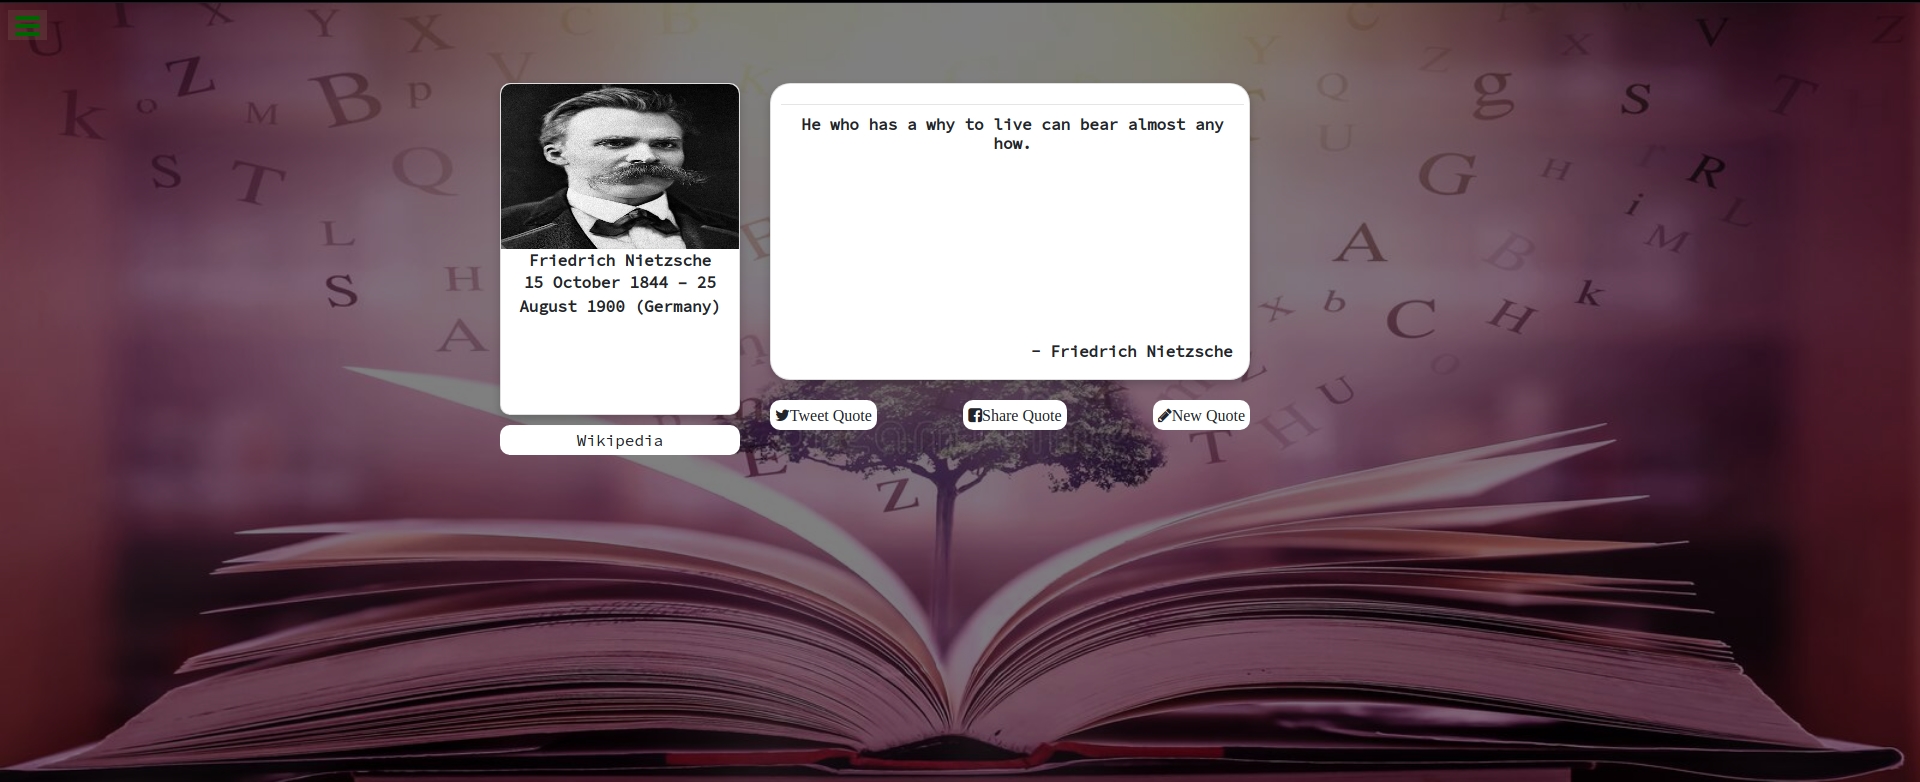 Friedrich Nietzsche
15 October 1844 – 25
August 1900 (Germany)
Wikipedia
He who has a why to live can bear almost any
how.
- Friedrich Nietzsche
Tweet Quote
Share Quote
New Quote